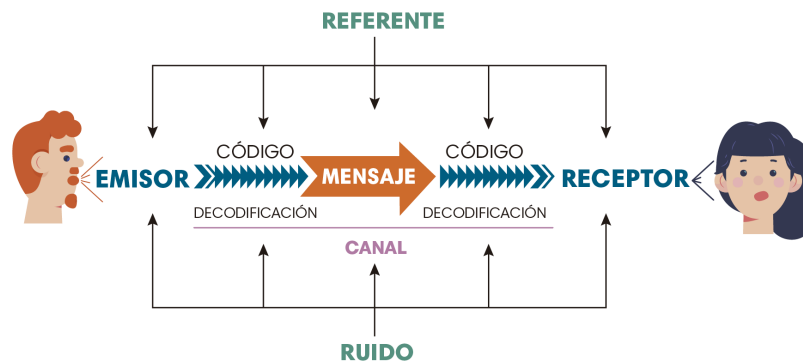 REFERENTE
CÓDIGO
CÓDIGO
EMISOR
MENSAJE
RECEPTOR
DECODIFICACIÓN
DECODIFICACIÓN
CANAL
RUIDO